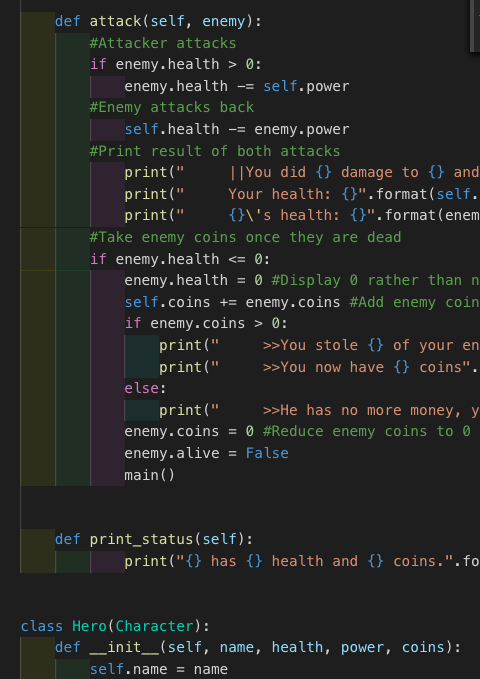 def attack(self, enemy):
#Attacker attacks
if enemy.health > 0:
enemy.health -= self.power
#Enemy attacks back
self.health -= enemy.power
#Print result of both attacks
print("     ||You did {} damage to {} and
print("     Your health: {}".format(self.
print("     {}\'s health: {}".format(enem
#Take enemy coins once they are dead
if enemy.health <= 0:
enemy.health = 0 #Display 0 rather than n
self.coins += enemy.coins #Add enemy coin
if enemy.coins > 0:
print("     >>You stole {} of your en
print("     >>You now have {} coins".
else:
print("     >>He has no more money, y
enemy.coins = 0 #Reduce enemy coins to 0
enemy.alive = False
main()
def print_status(self):
print("{} has {} health and {} coins.".fo
class Hero(Character):
def __init__(self, name, health, power, coins):
self.name = name